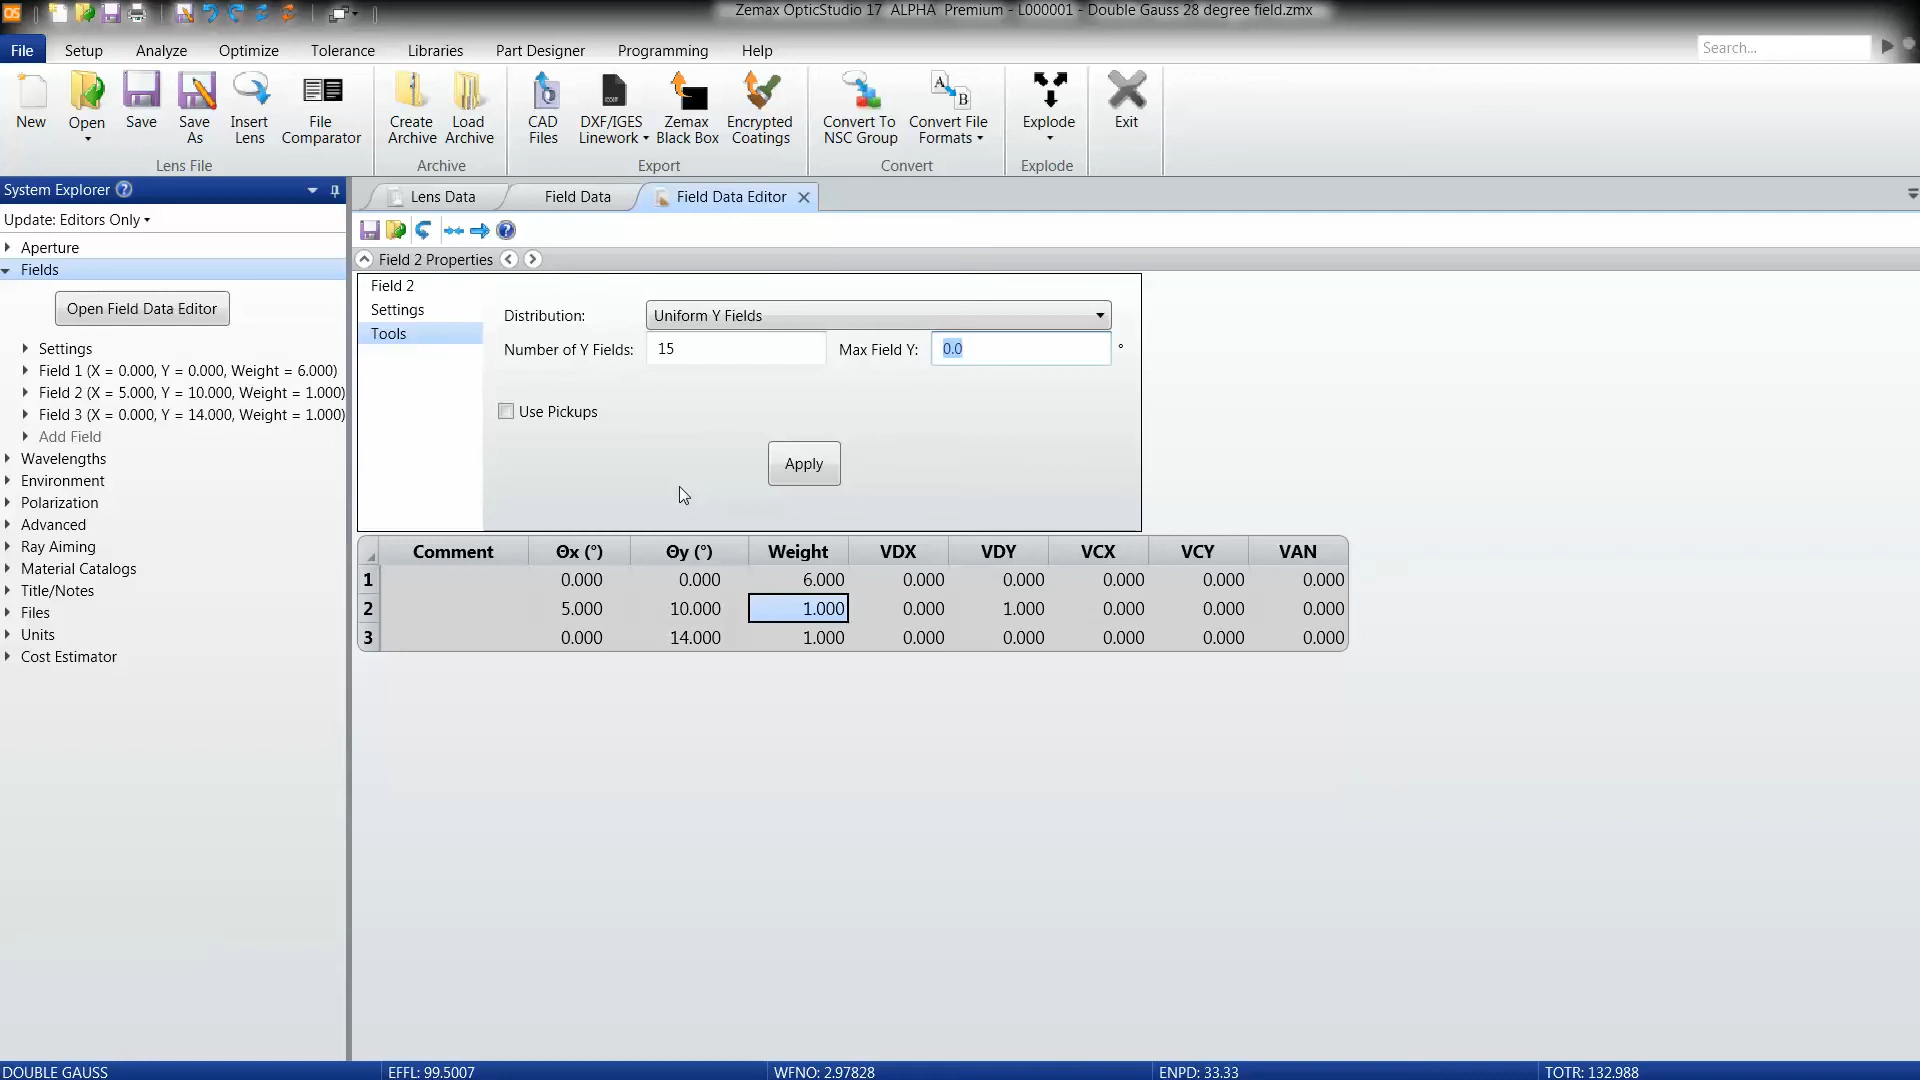 OS
Zemax OpticStudio 17 ALPHA Premium - L000001 - Double Gauss 28 degree field.zmx
File Setup Analyze Optimize Tolerance Libraries Part Designer Programming Help
Search...
New
Open
Save
Save
As
Insert
Lens
File
Comparator
Lens File
Create
Archive
Load
Archive
Archive
CAD
Files
DXF/IGES
Linework
Zemax
Black Box
Encrypted
Coatings
Export
Convert To
NSC Group
Convert File
Formats
Convert
Explode
Explode
Exit
System Explorer
Update: Editors Only
Aperture
Fields
Open Field Data Editor
Settings
Field 1 (X = 0.000, Y = 0.000, Weight = 6.000)
Field 2 (X = 5.000, Y = 10.000, Weight = 1.000)
Field 3 (X = 0.000, Y = 14.000, Weight = 1.000)
Add Field
Wavelengths
Environment
Polarization
Advanced
Ray Aiming
Material Catalogs
Title/Notes
Files
Units
Cost Estimator
Lens Data Field Data Field Data Editor
Field 2 Properties
Field 2
Settings
Tools
Distribution: Uniform Y Fields
Number of Y Fields: 15 Max Field Y: 0.0 °
Use Pickups
Apply
Comment Θx (°) Θy (°) Weight VDX VDY VCX VCY VAN
1 0.000 0.000 6.000 0.000 0.000 0.000 0.000 0.000
2 5.000 10.000 1.000 0.000 1.000 0.000 0.000 0.000
3 0.000 14.000 1.000 0.000 0.000 0.000 0.000 0.000
DOUBLE GAUSS EFFL: 99.5007 WFNO: 2.97828 ENPD: 33.33 TOTR: 132.988